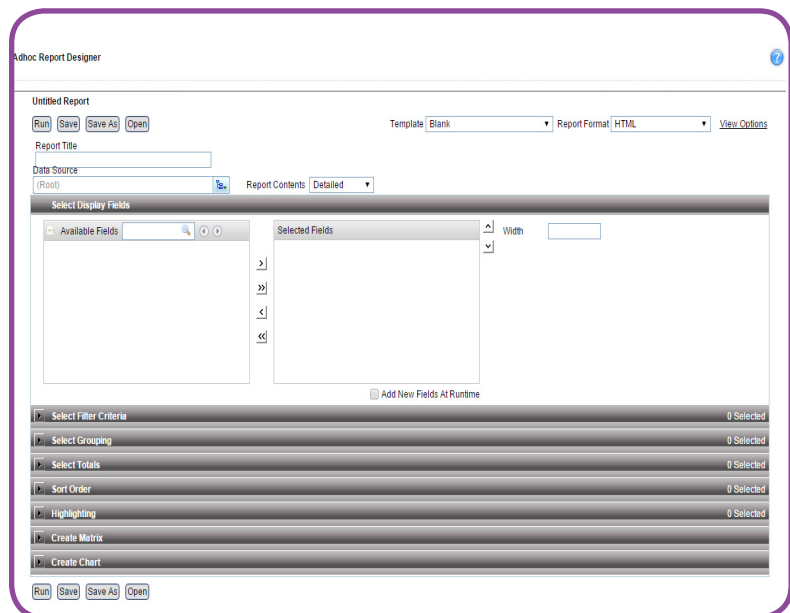 Adhoc Report Designer
Untitled Report
Run Save Save As Open Template Blank Report Format HTML View Options
Report Title
Data Source
(Root) Report Contents Detailed
Select Display Fields
Available Fields Selected Fields Width
Add New Fields At Runtime
Select Filter Criteria 0 Selected
Select Grouping 0 Selected
Select Totals 0 Selected
Sort Order 0 Selected
Highlighting 0 Selected
Create Matrix
Create Chart
Run Save Save As Open